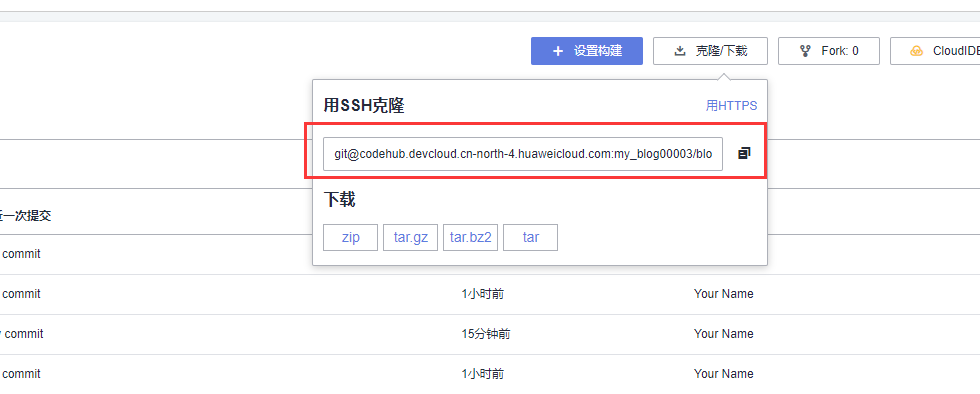 设置构建
克隆/下载
Fork: 0
CloudIDE
用SSH克隆
用HTTPS
git@codehub.devcloud.cn-north-4.huaweicloud.com:my_blog00003/blo
下载
zip tar.gz tar.bz2 tar
一次提交
commit
commit 1小时前 Your Name
commit 15分钟前 Your Name
commit 1小时前 Your Name